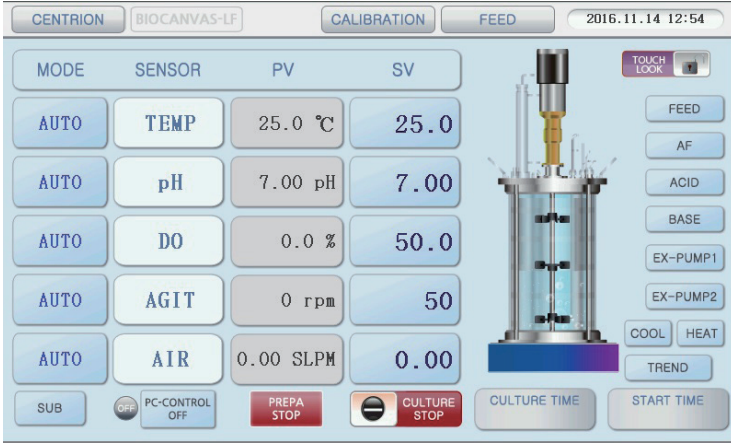 CENTRION BIOCANVAS-LF CALIBRATION FEED 2016.11.14 12:54
MODE SENSOR PV SV
TOUCH
LOOK
AUTO TEMP 25.0 ℃ 25.0
FEED
AF
AUTO pH 7.00 pH 7.00
ACID
BASE
AUTO DO 0.0 % 50.0
EX-PUMP1
AUTO AGIT 0 rpm 50
EX-PUMP2
COOL HEAT
AUTO AIR 0.00 SLPM 0.00
TREND
SUB
OFF
PC-CONTROL
OFF
PREPA
STOP
CULTURE
STOP
CULTURE TIME
START TIME